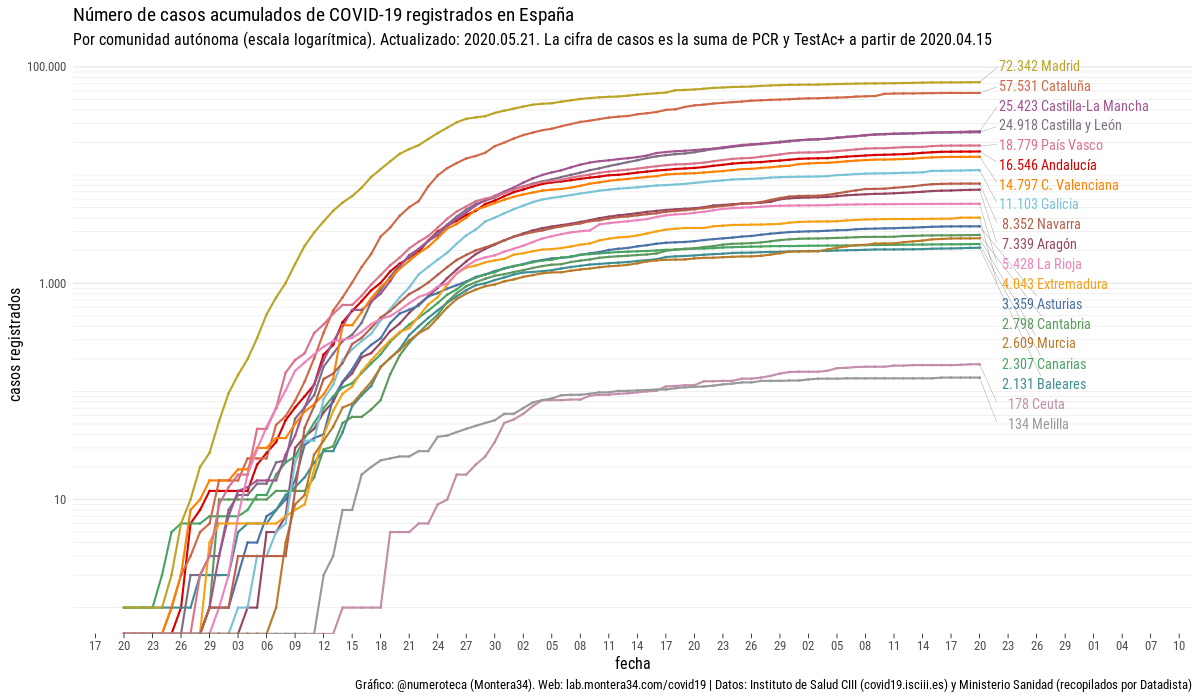 Número de casos acumulados de COVID-19 registrados en España
Por comunidad autónoma (escala logarítmica). Actualizado: 2020.05.21. La cifra de casos es la suma de PCR y TestAc+ a partir de 2020.04.15
100.000
1.000
10
casos registrados
72.342 Madrid
57.531 Cataluña
25.423 Castilla-La Mancha
24.918 Castilla y León
18.779 País Vasco
16.546 Andalucía
14.797 C. Valenciana
11.103 Galicia
8.352 Navarra
7.339 Aragón
5.428 La Rioja
4.043 Extremadura
3.359 Asturias
2.798 Cantabria
2.609 Murcia
2.307 Canarias
2.131 Baleares
178 Ceuta
134 Melilla
17 20 23 26 29 03 06 09 12 15 18 21 24 27 30 02 05 08 11 14 17 20 23 26 29 02 05 08 11 14 17 20 23 26 29 01 04 07 10
fecha
Gráfico: @numeroteca (Montera34). Web: lab.montera34.com/covid19 | Datos: Instituto de Salud CIII (covid19.isciii.es) y Ministerio Sanidad (recopilados por Datadista)